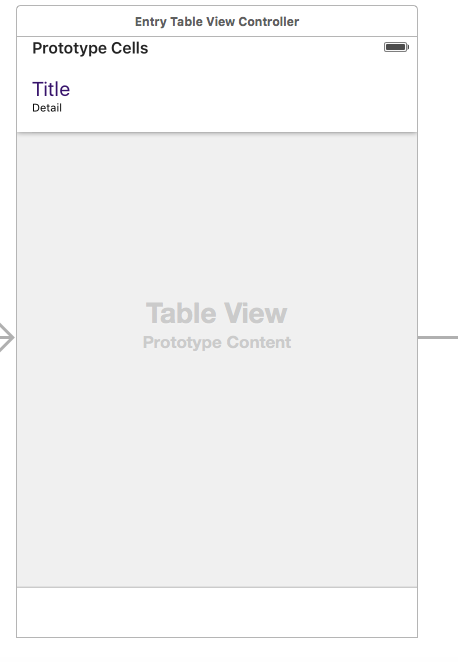 Entry Table View Controller
Prototype Cells
Title
Detail
Table View
Prototype Content